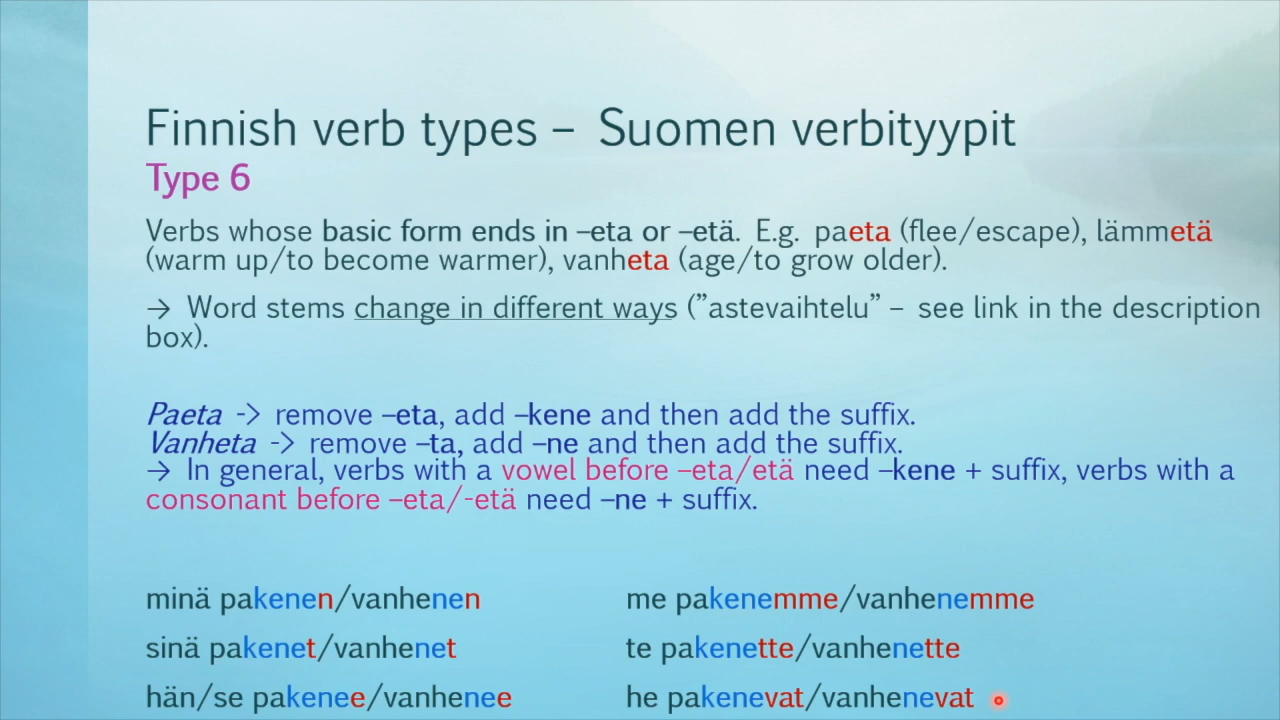 Finnish verb types – Suomen verbityypit
Type 6
Verbs whose basic form ends in –eta or –etä. E.g. paeta (flee/escape), lämmetä
(warm up/to become warmer), vanheta (age/to grow older).
→ Word stems change in different ways (”astevaihtelu” – see link in the description
box).
Paeta -> remove –eta, add –kene and then add the suffix.
Vanheta -> remove –ta, add –ne and then add the suffix.
→ In general, verbs with a vowel before –eta/etä need –kene + suffix, verbs with a
consonant before –eta/-etä need –ne + suffix.
minä pakenen/vanhenen
sinä pakenet/vanhenet
hän/se pakenee/vanhenee
me pakenemme/vanhenemme
te pakenette/vanhenette
he pakenevat/vanhenevat